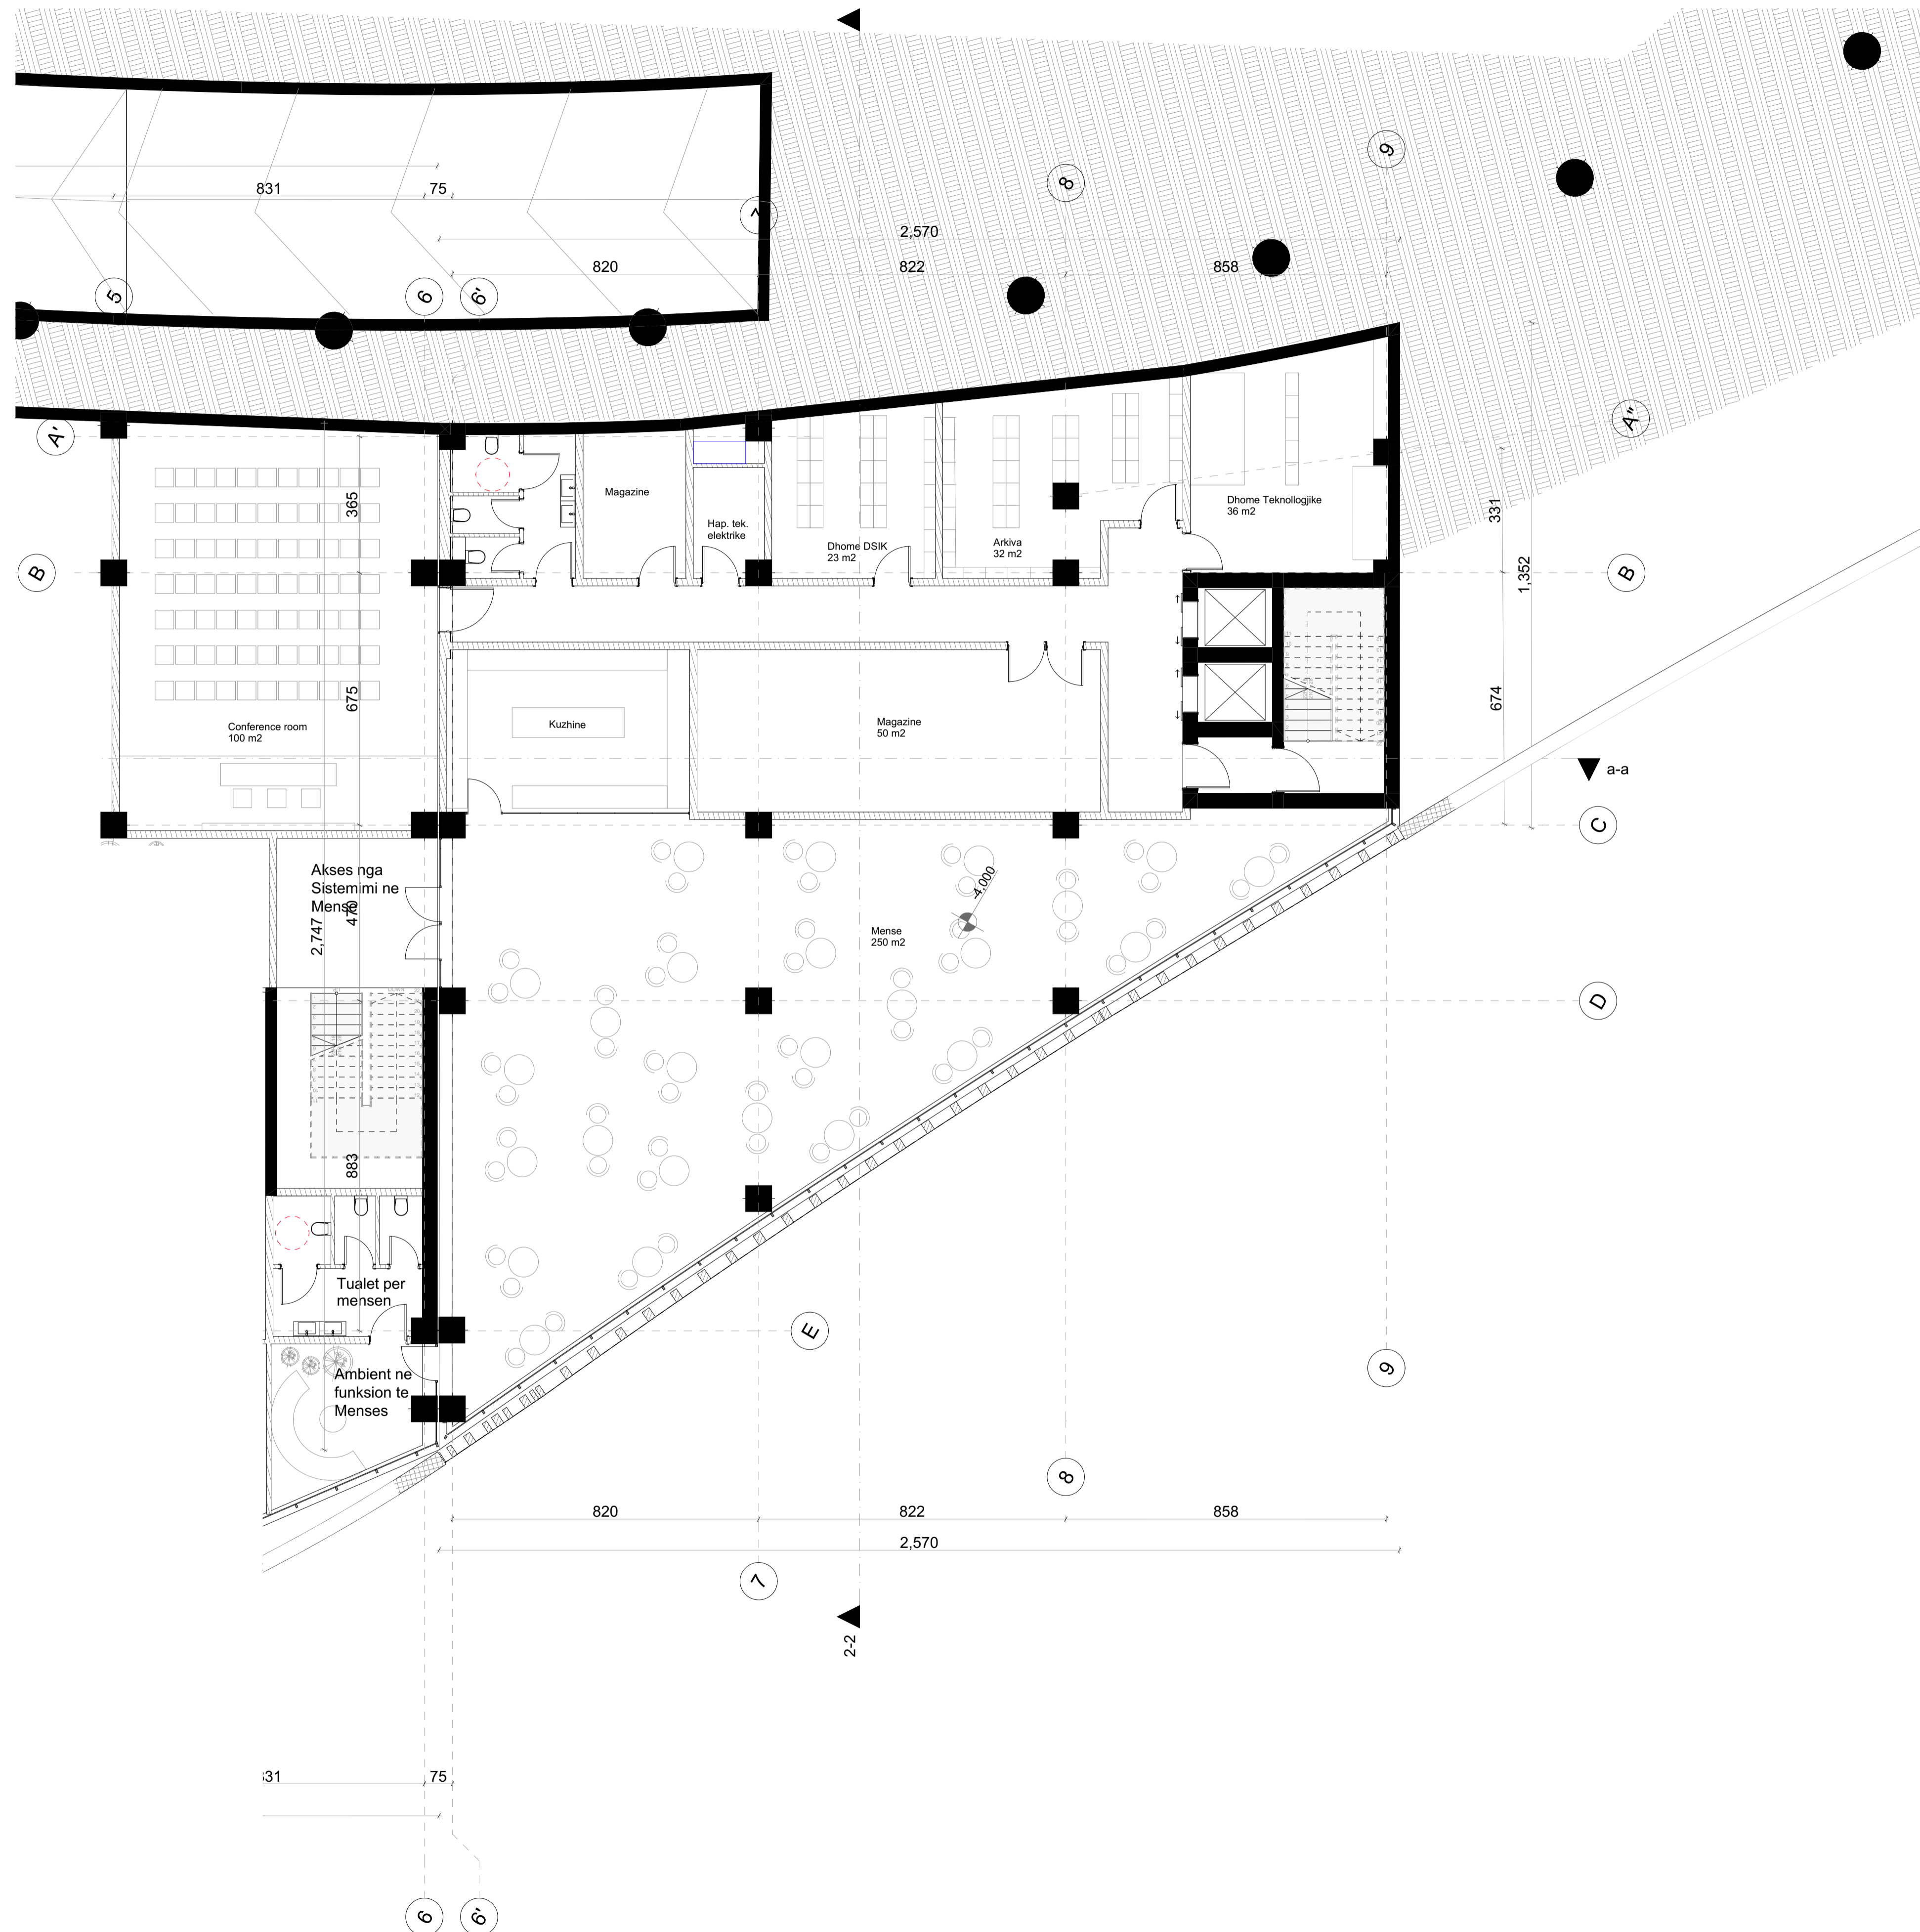 9
8
831
75
7
2,570
820
822
858
5
6
6'
A'
A"
365
Magazine
Hap. tek.
elektrike
Dhome DSIK
23 m2
Arkiva
32 m2
Dhome Teknollogjike
36 m2
331
B
B
1,352
675
674
Conference room
100 m2
Kuzhine
Magazine
50 m2
a-a
C
Akses nga
Sistemimi ne
Mense
470
2,747
-4,000
Mense
250 m2
D
883
Tualet per
mensen
E
Ambient ne
funksion te
Menses
9
8
820
822
858
2,570
7
2-2
831
75
6
6'